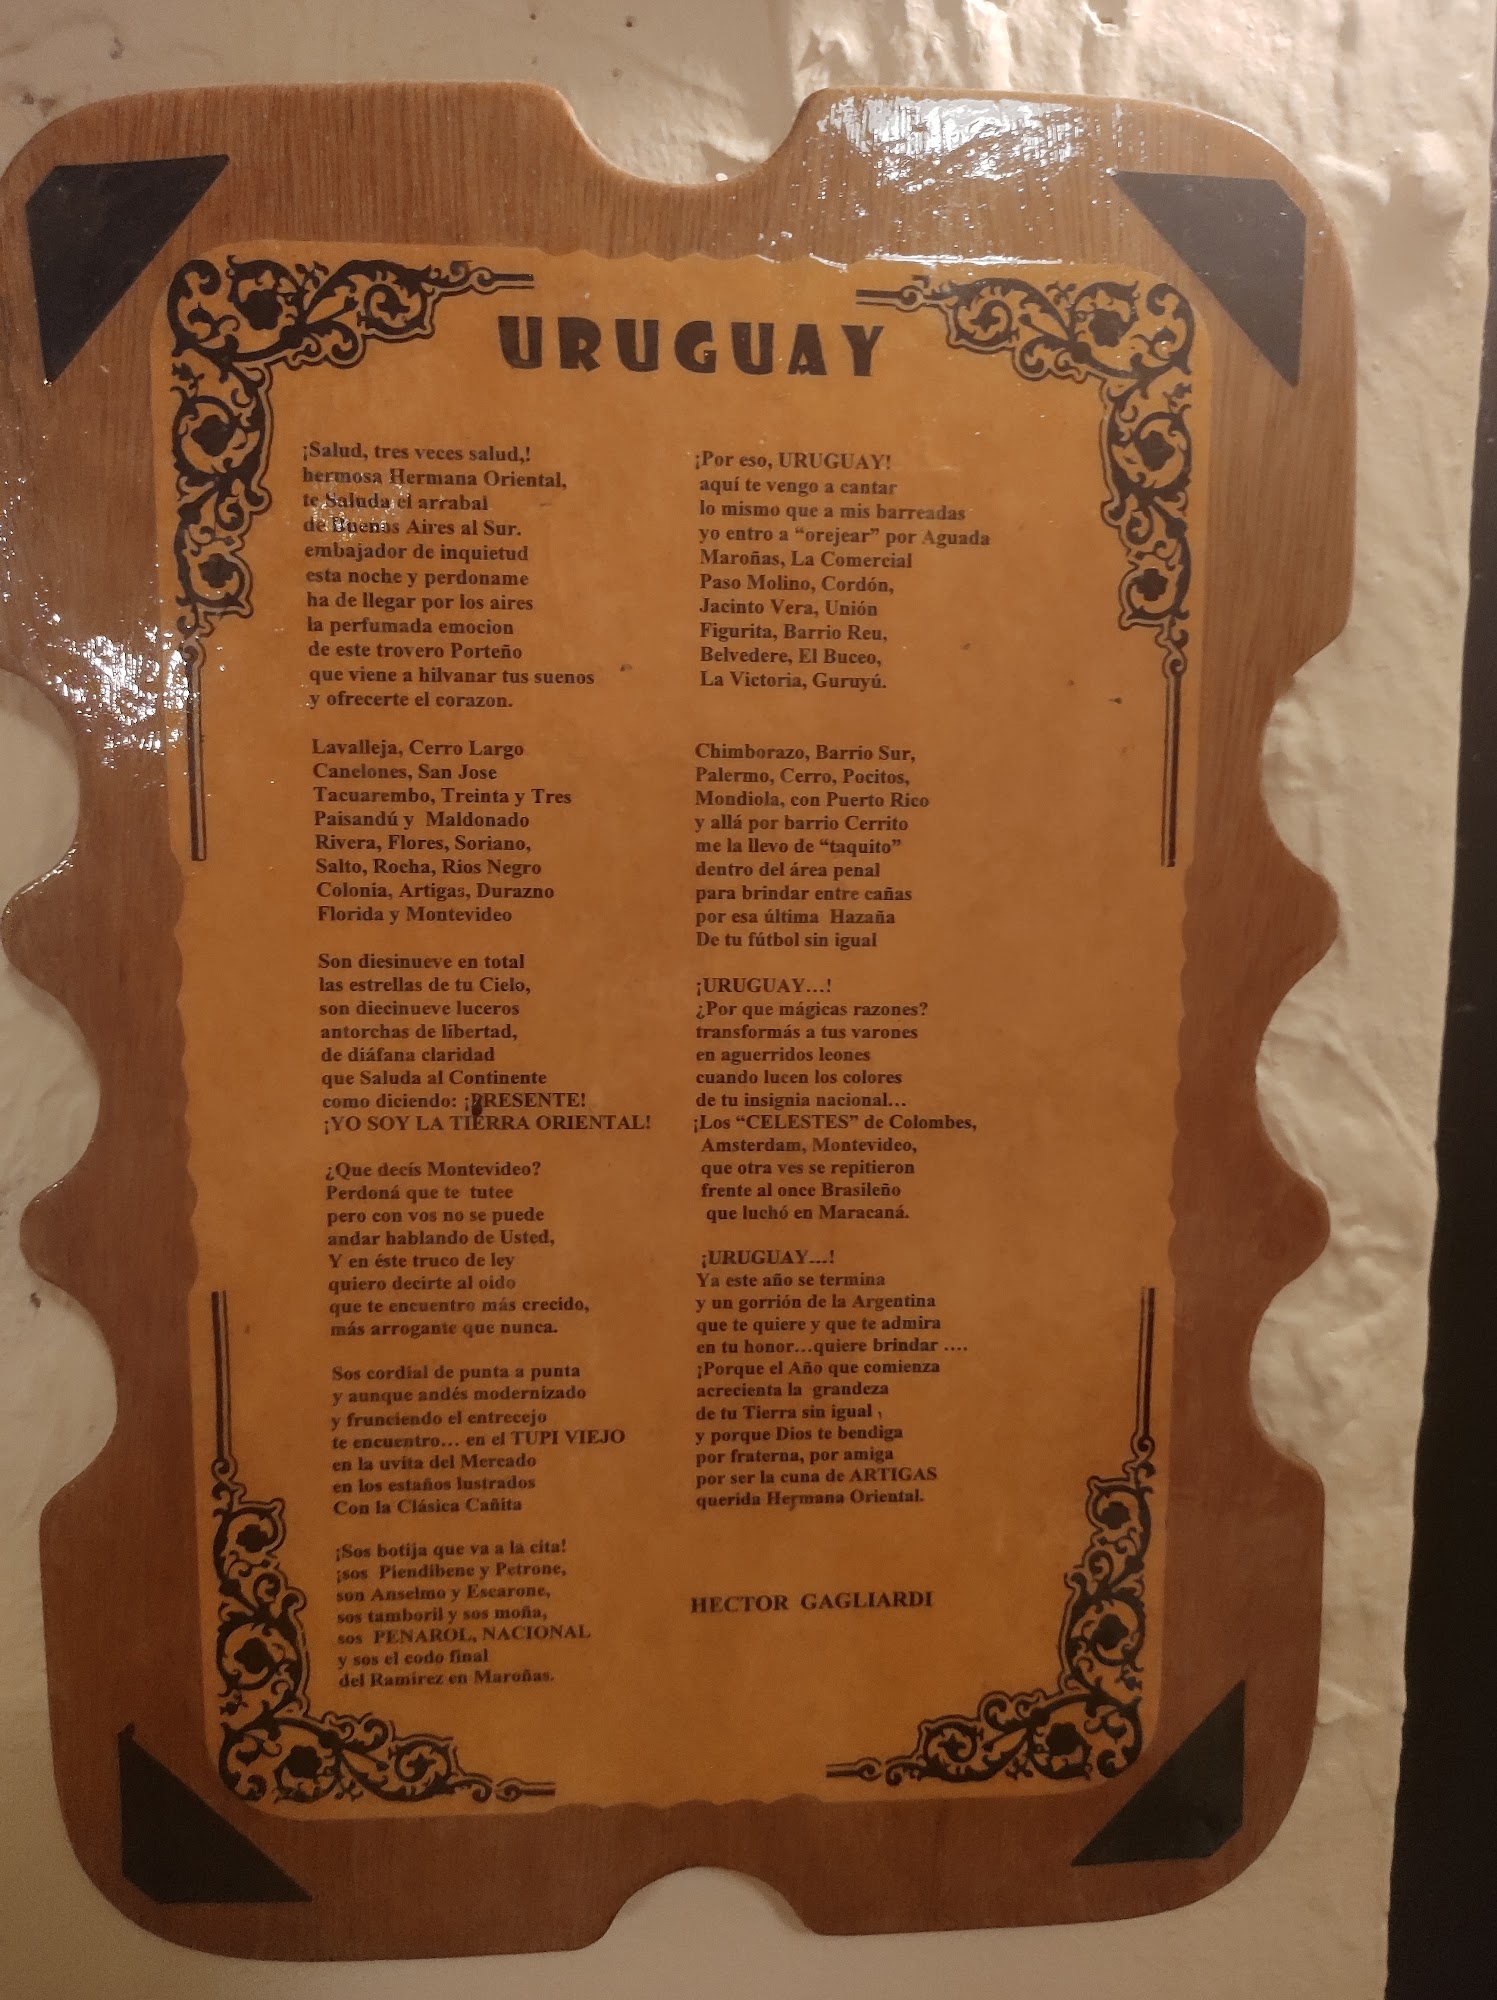 URUGUAY
¡Salud, tres veces salud,!
hermosa Hermana Oriental,
te Saluda el arrabal
de Buenos Aires al Sur.
embajador de inquietud
esta noche y perdoname
ha de llegar por los aires
la perfumada emocion
de este trovero Porteño
que viene a hilvanar tus suenos
y ofrecerte el corazon.
Lavalleja, Cerro Largo
Canelones, San Jose
Tacuarembo, Treinta y Tres
Paisandú y Maldonado
Rivera, Flores, Soriano,
Salto, Rocha, Rios Negro
Colonia, Artigas, Durazno
Florida y Montevideo
Son diesinueve en total
las estrellas de tu Cielo,
son diecinueve luceros
antorchas de libertad,
de diáfana claridad
que Saluda al Continente
como diciendo: ¡PRESENTE!
¡YO SOY LA TIERRA ORIENTAL!
¿Que decís Montevideo?
Perdoná que te tutee
pero con vos no se puede
andar hablando de Usted,
Y en éste truco de ley
quiero decirte al oido
que te encuentro más crecido,
más arrogante que nunca.
Sos cordial de punta a punta
y aunque andés modernizado
y frunciendo el entrecejo
te encuentro... en el TUPI VIEJO
en la uvita del Mercado
en los estaños lustrados
Con la Clásica Cañita
¡Sos botija que va a la cita!
¡sos Piendibene y Petrone,
son Anselmo y Escarone,
sos tamboril y sos moña,
sos PENAROL, NACIONAL
y sos el codo final
del Ramirez en Maroñas.
¡Por eso, URUGUAY!
aquí te vengo a cantar
lo mismo que a mis barreadas
yo entro a “orejear” por Aguada
Maroñas, La Comercial
Paso Molino, Cordón,
Jacinto Vera, Unión
Figurita, Barrio Reu,
Belvedere, El Buceo,
La Victoria, Guruyú.
Chimborazo, Barrio Sur,
Palermo, Cerro, Pocitos,
Mondiola, con Puerto Rico
y allá por barrio Cerrito
me la llevo de “taquito”
dentro del área penal
para brindar entre cañas
por esa última Hazaña
De tu fútbol sin igual
¡URUGUAY...!
¿Por que mágicas razones?
transformás a tus varones
en aguerridos leones
cuando lucen los colores
de tu insignia nacional...
¡Los “CELESTES” de Colombes,
Amsterdam, Montevideo,
que otra ves se repitieron
frente al once Brasileño
que luchó en Maracaná.
¡URUGUAY...!
Ya este año se termina
y un gorrión de la Argentina
que te quiere y que te admira
en tu honor...quiere brindar ....
¡Porque el Año que comienza
acrecienta la grandeza
de tu Tierra sin igual ,
y porque Dios te bendiga
por fraterna, por amiga
por ser la cuna de ARTIGAS
querida Hermana Oriental.
HECTOR GAGLIARDI